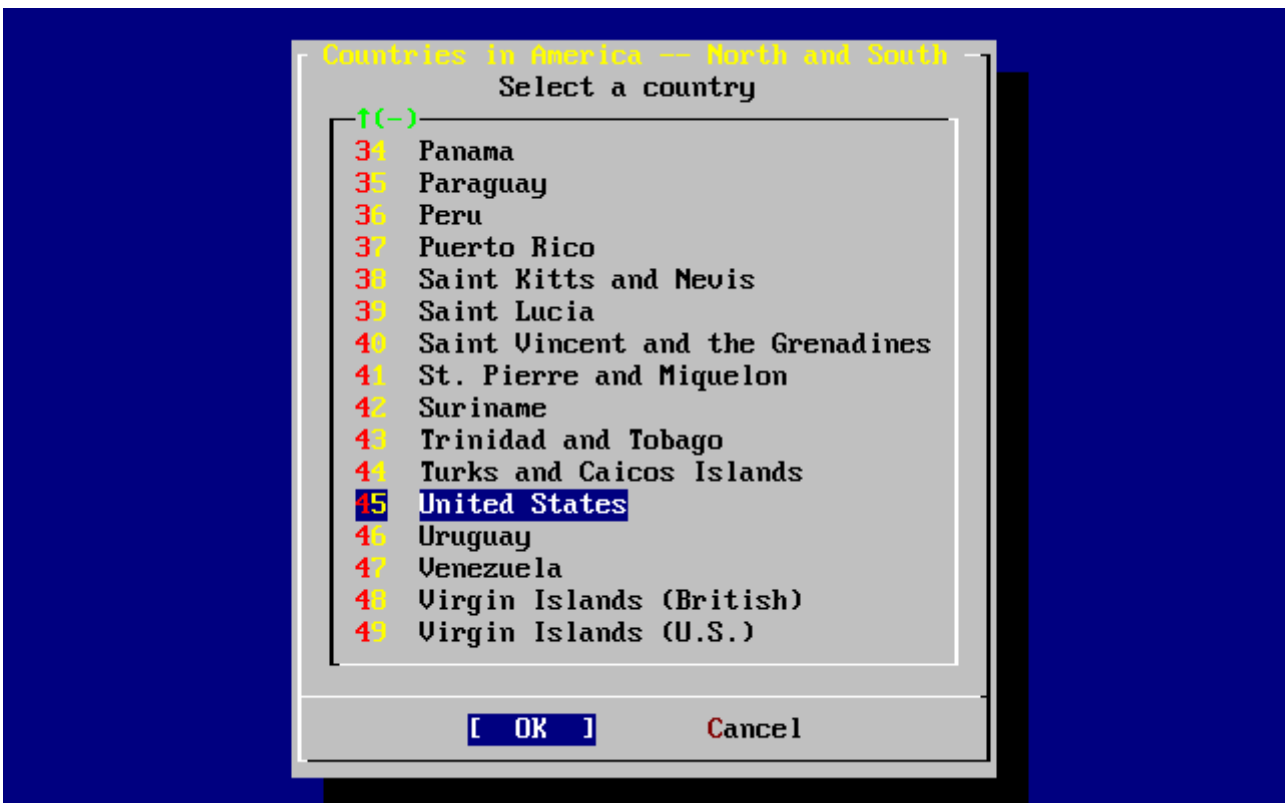 Countries in America -- North and South
Select a country
↑(-)
34 Panama
35 Paraguay
36 Peru
37 Puerto Rico
38 Saint Kitts and Nevis
39 Saint Lucia
40 Saint Vincent and the Grenadines
41 St. Pierre and Miquelon
42 Suriname
43 Trinidad and Tobago
44 Turks and Caicos Islands
45 United States
46 Uruguay
47 Venezuela
48 Virgin Islands (British)
49 Virgin Islands (U.S.)
[ OK ] Cancel